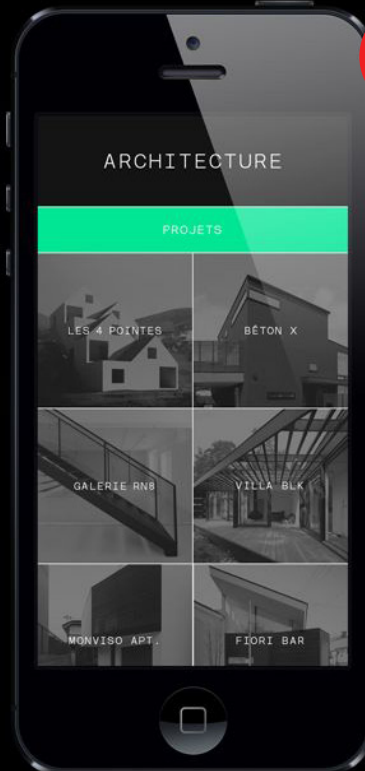 ARCHITECTURE
PROJETS
LES 4 POINTES
BÉTON X
GALERIE RN8
VILLA BLK
MONVISO APT.
FIORI BAR